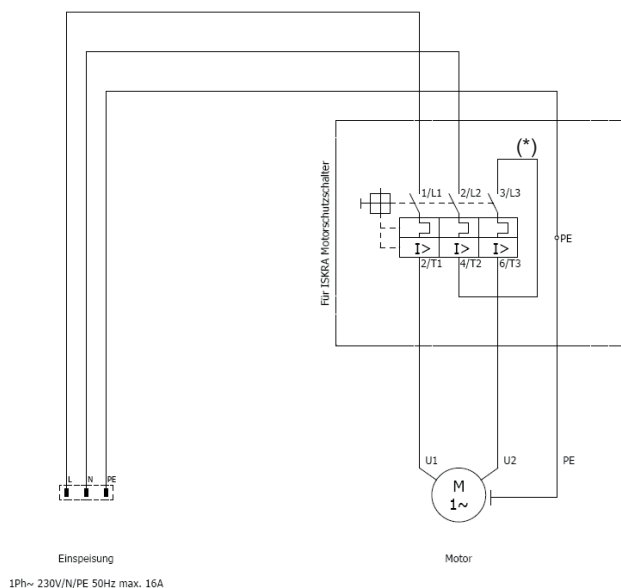 (*)
1/L1 2/L2 3/L3
Für ISKRA Motorschutzschalter
I> I> I>
PE
2/T1 4/T2 6/T3
U1 U2 PE
L N PE
M
1~
Einspeisung Motor
1Ph~ 230V/N/PE 50Hz max. 16A